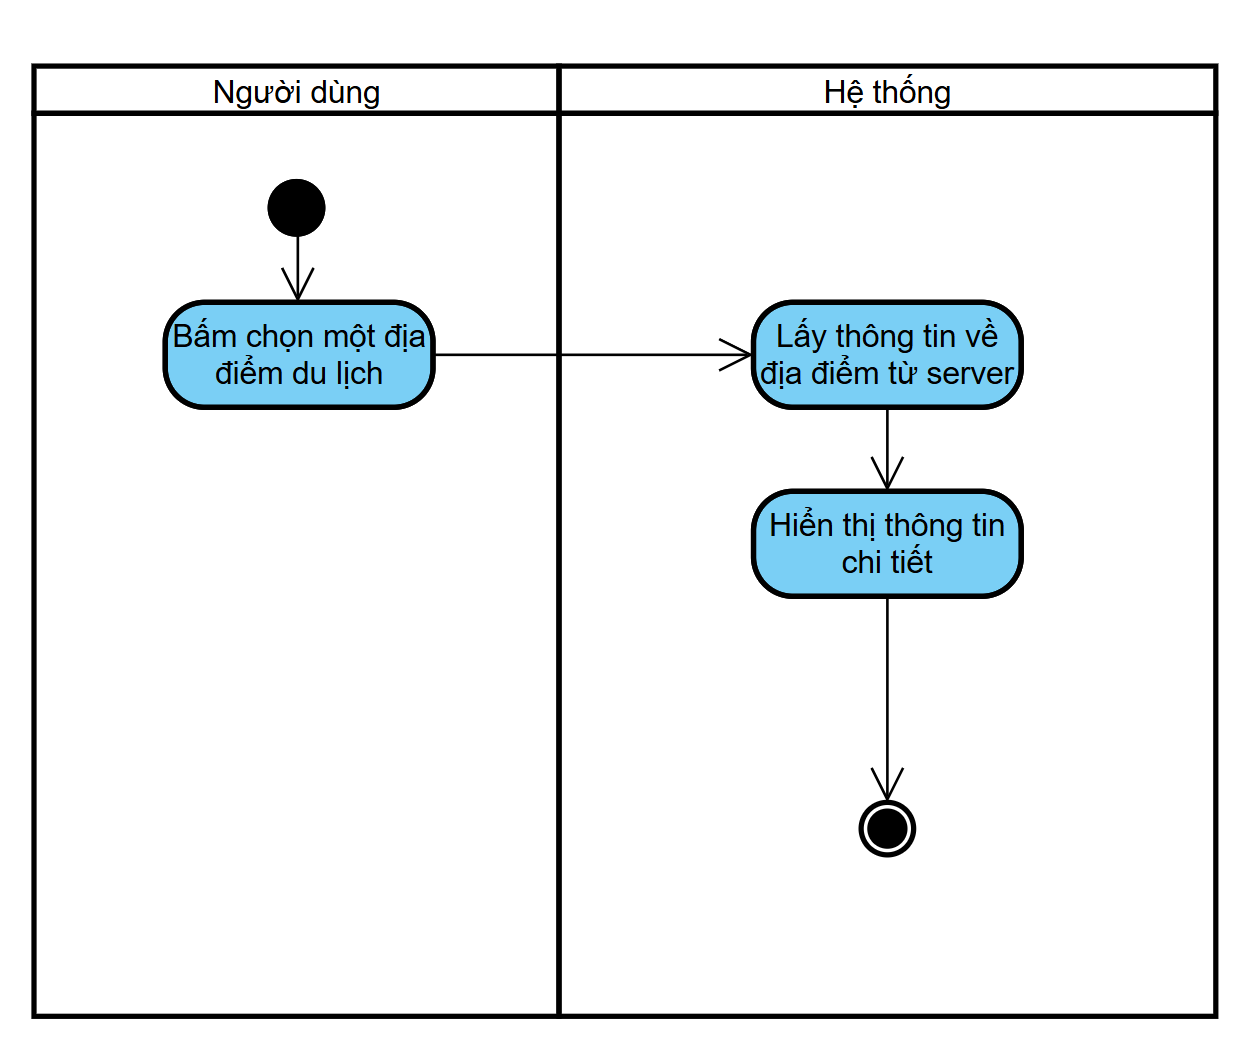 Người dùng
Hệ thống
Bấm chọn một địa
điểm du lịch
Lấy thông tin về
địa điểm từ server
Hiển thị thông tin
chi tiết